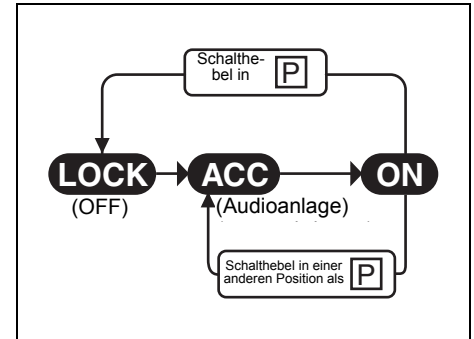 Schalthe-
bel in P
LOCK ACC ON
(OFF) (Audioanlage)
Schalthebel in einer
anderen Position als P